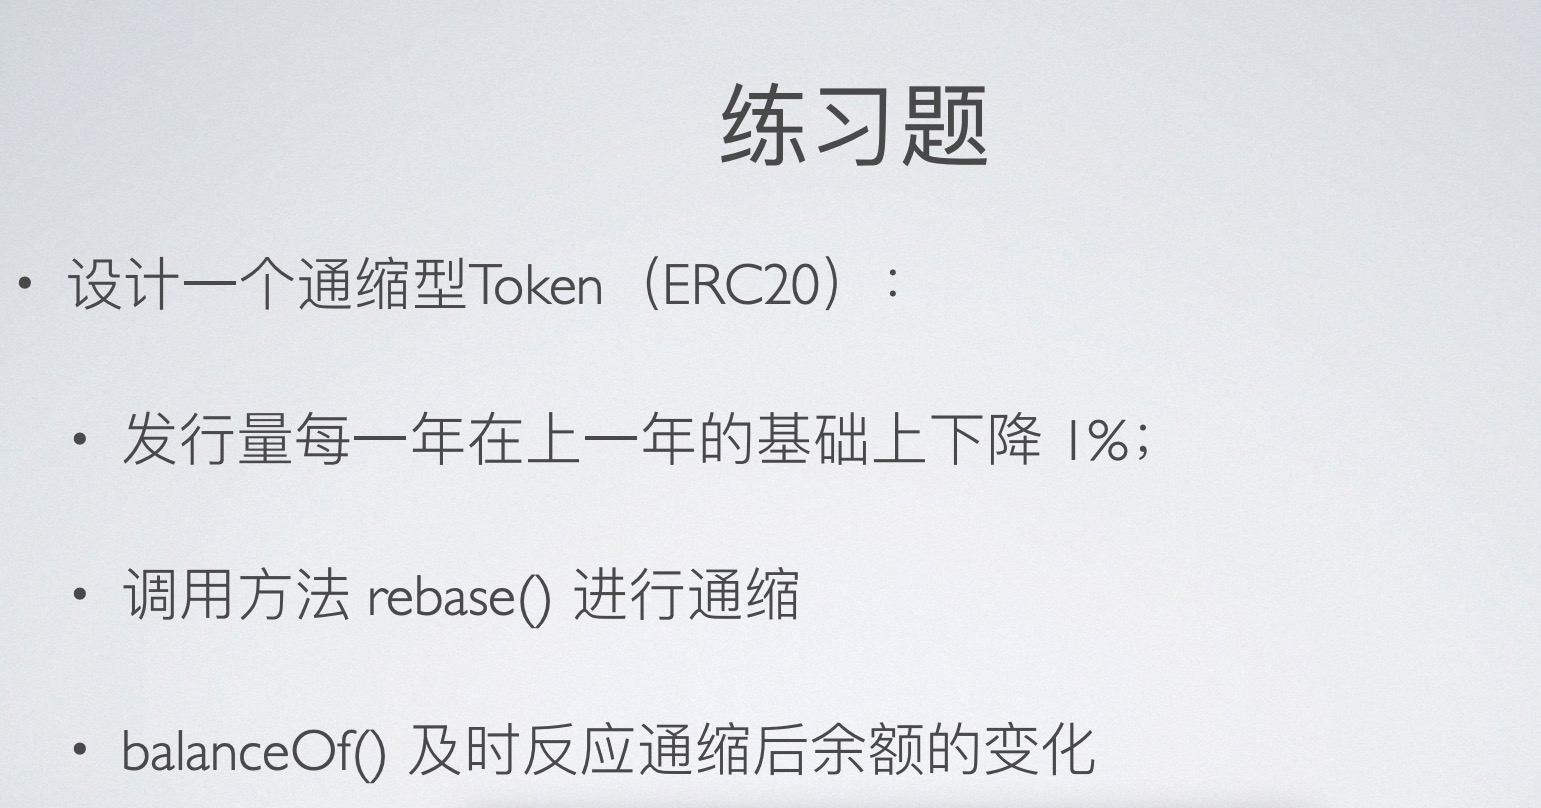 练习题
• 设计一个通缩型Token（ERC20）：
• 发行量每一年在上一年的基础上下降 1%；
• 调用方法 rebase() 进行通缩
• balanceOf() 及时反应通缩后余额的变化